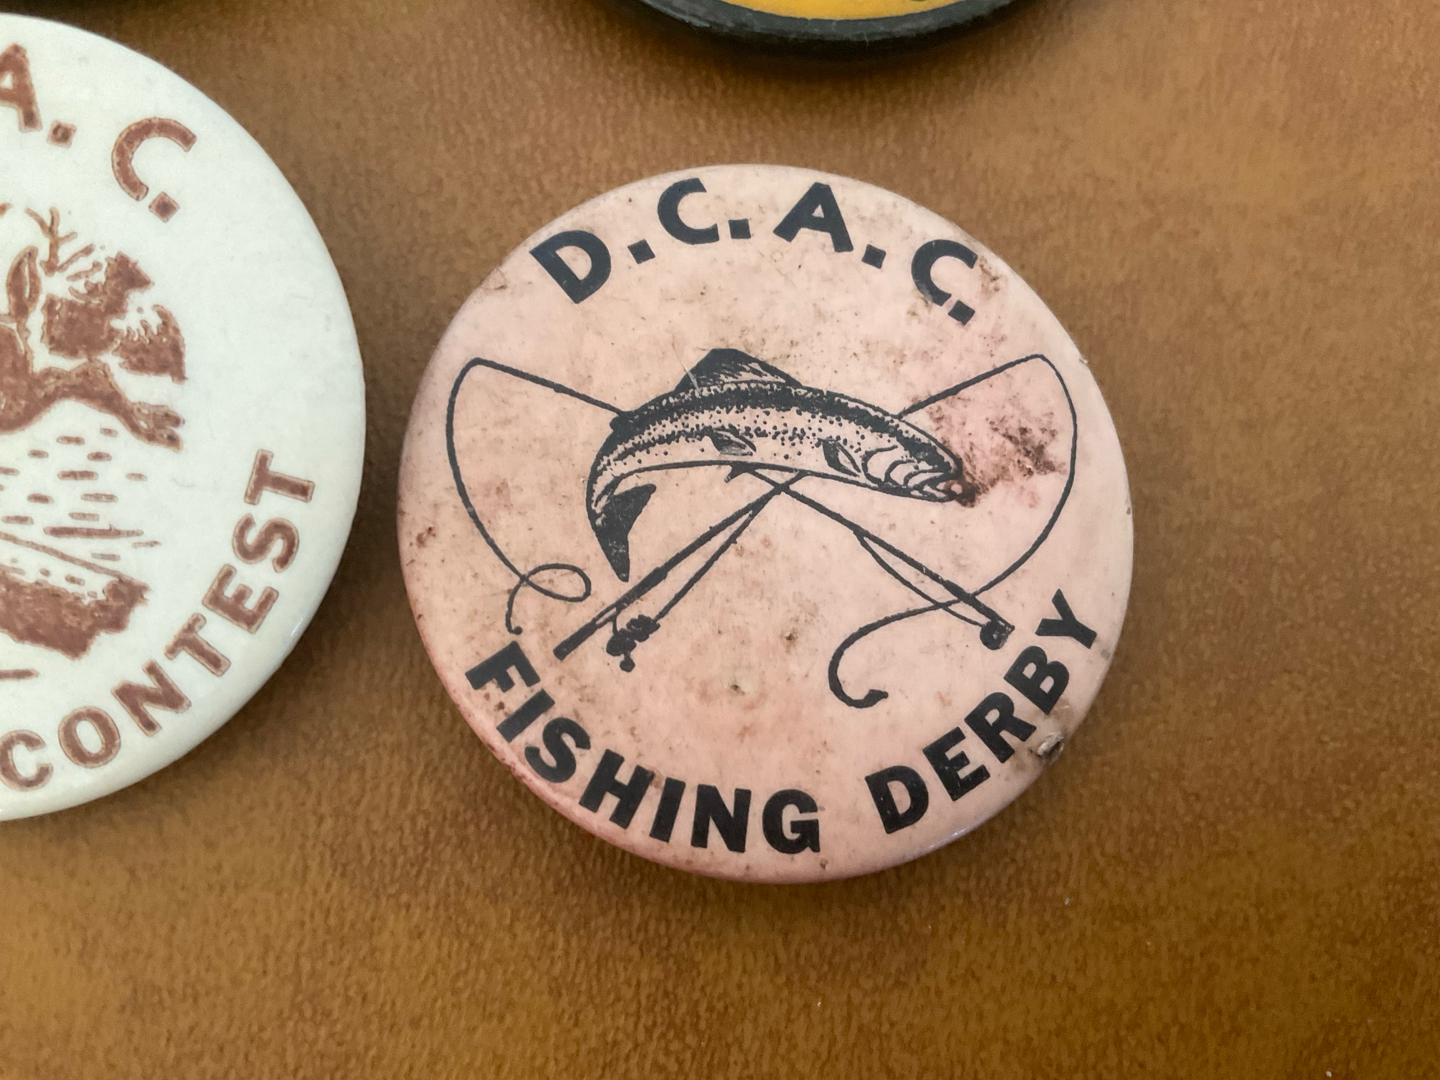 A. C.
CONTEST
D.C.A.C.
FISHING DERBY